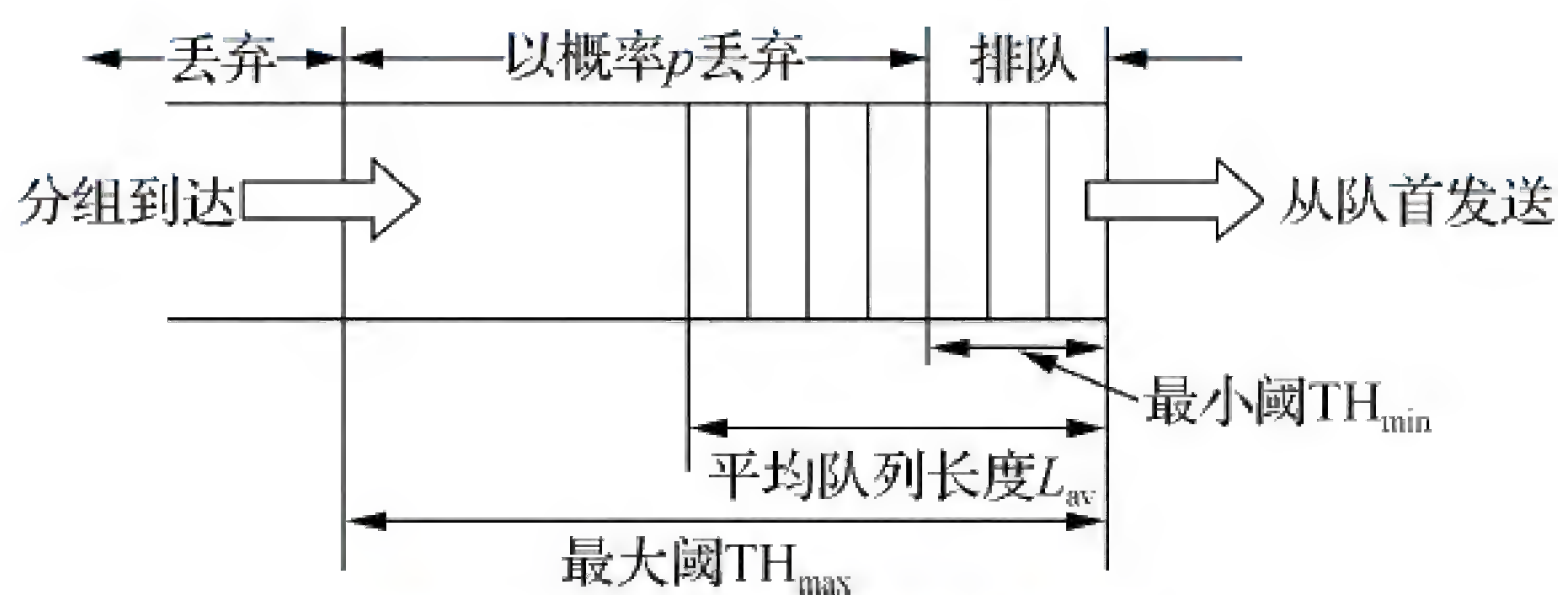 丢弃
以概率p丢弃
排队
分组到达
从队首发送
最小阈THmin
平均队列长度Lav
最大阈THmax